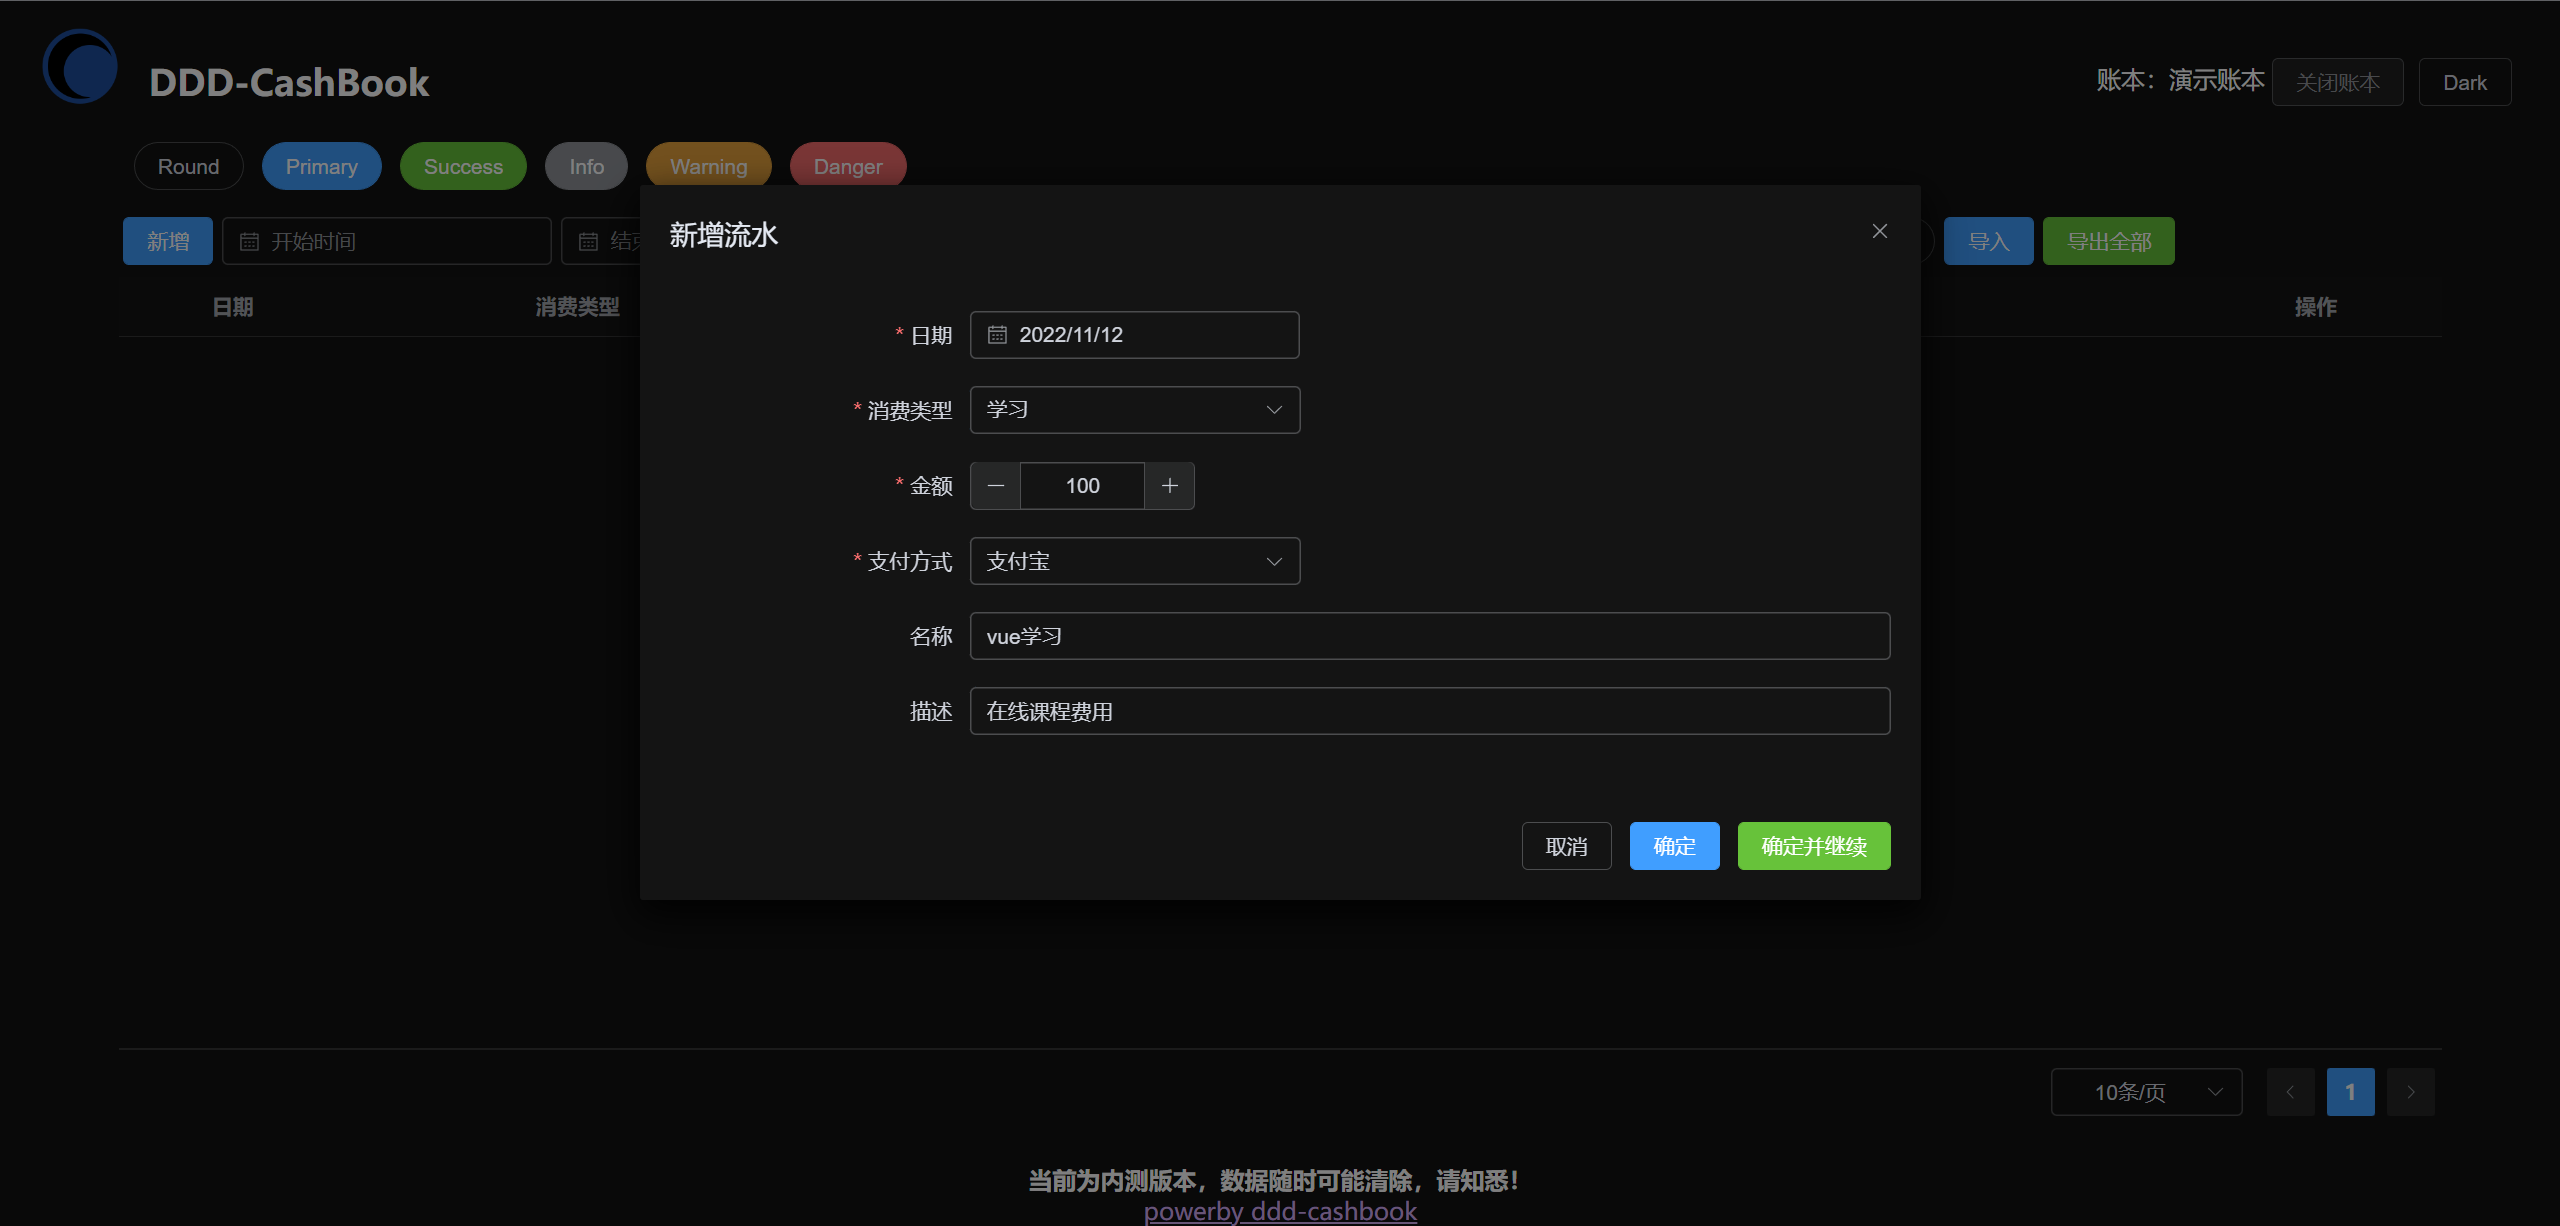 DDD-CashBook
账本：演示账本 关闭账本 Dark
Round Primary Success Info Warning Danger
新增 开始时间 结 导入 导出全部
日期 消费类型 操作
新增流水
* 日期 2022/11/12
* 消费类型 学习
* 金额 100
* 支付方式 支付宝
名称 vue学习
描述 在线课程费用
取消 确定 确定并继续
10条/页 1
当前为内测版本，数据随时可能清除，请知悉！
powerby ddd-cashbook